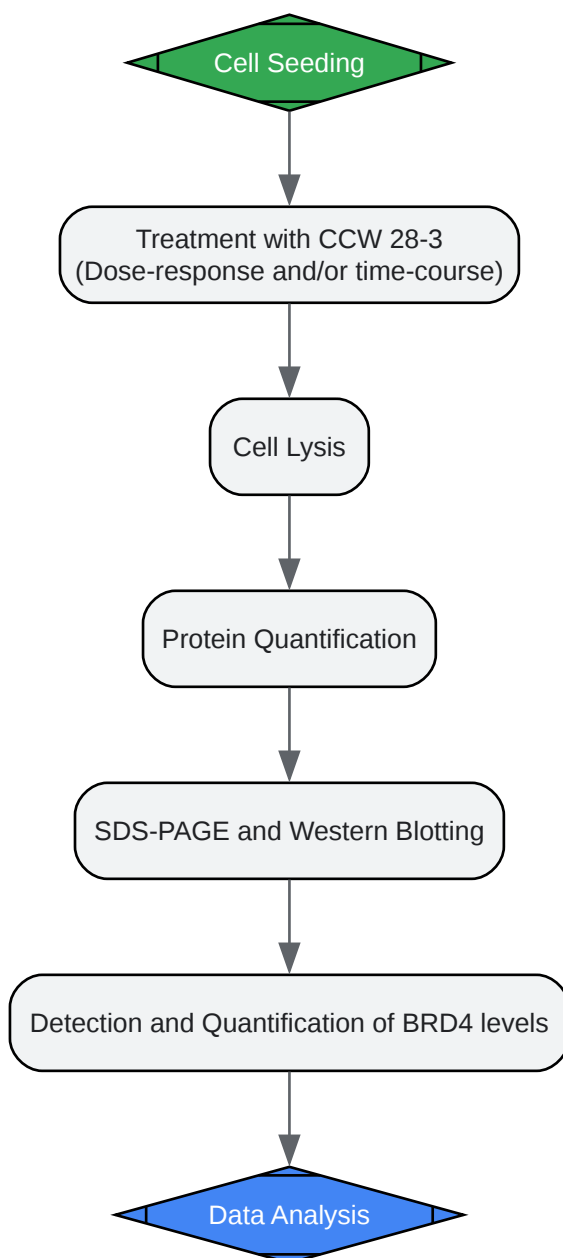 Cell Seeding
Treatment with CCW 28-3
(Dose-response and/or time-course)
Cell Lysis
Protein Quantification
SDS-PAGE and Western Blotting
Detection and Quantification of BRD4 levels
Data Analysis